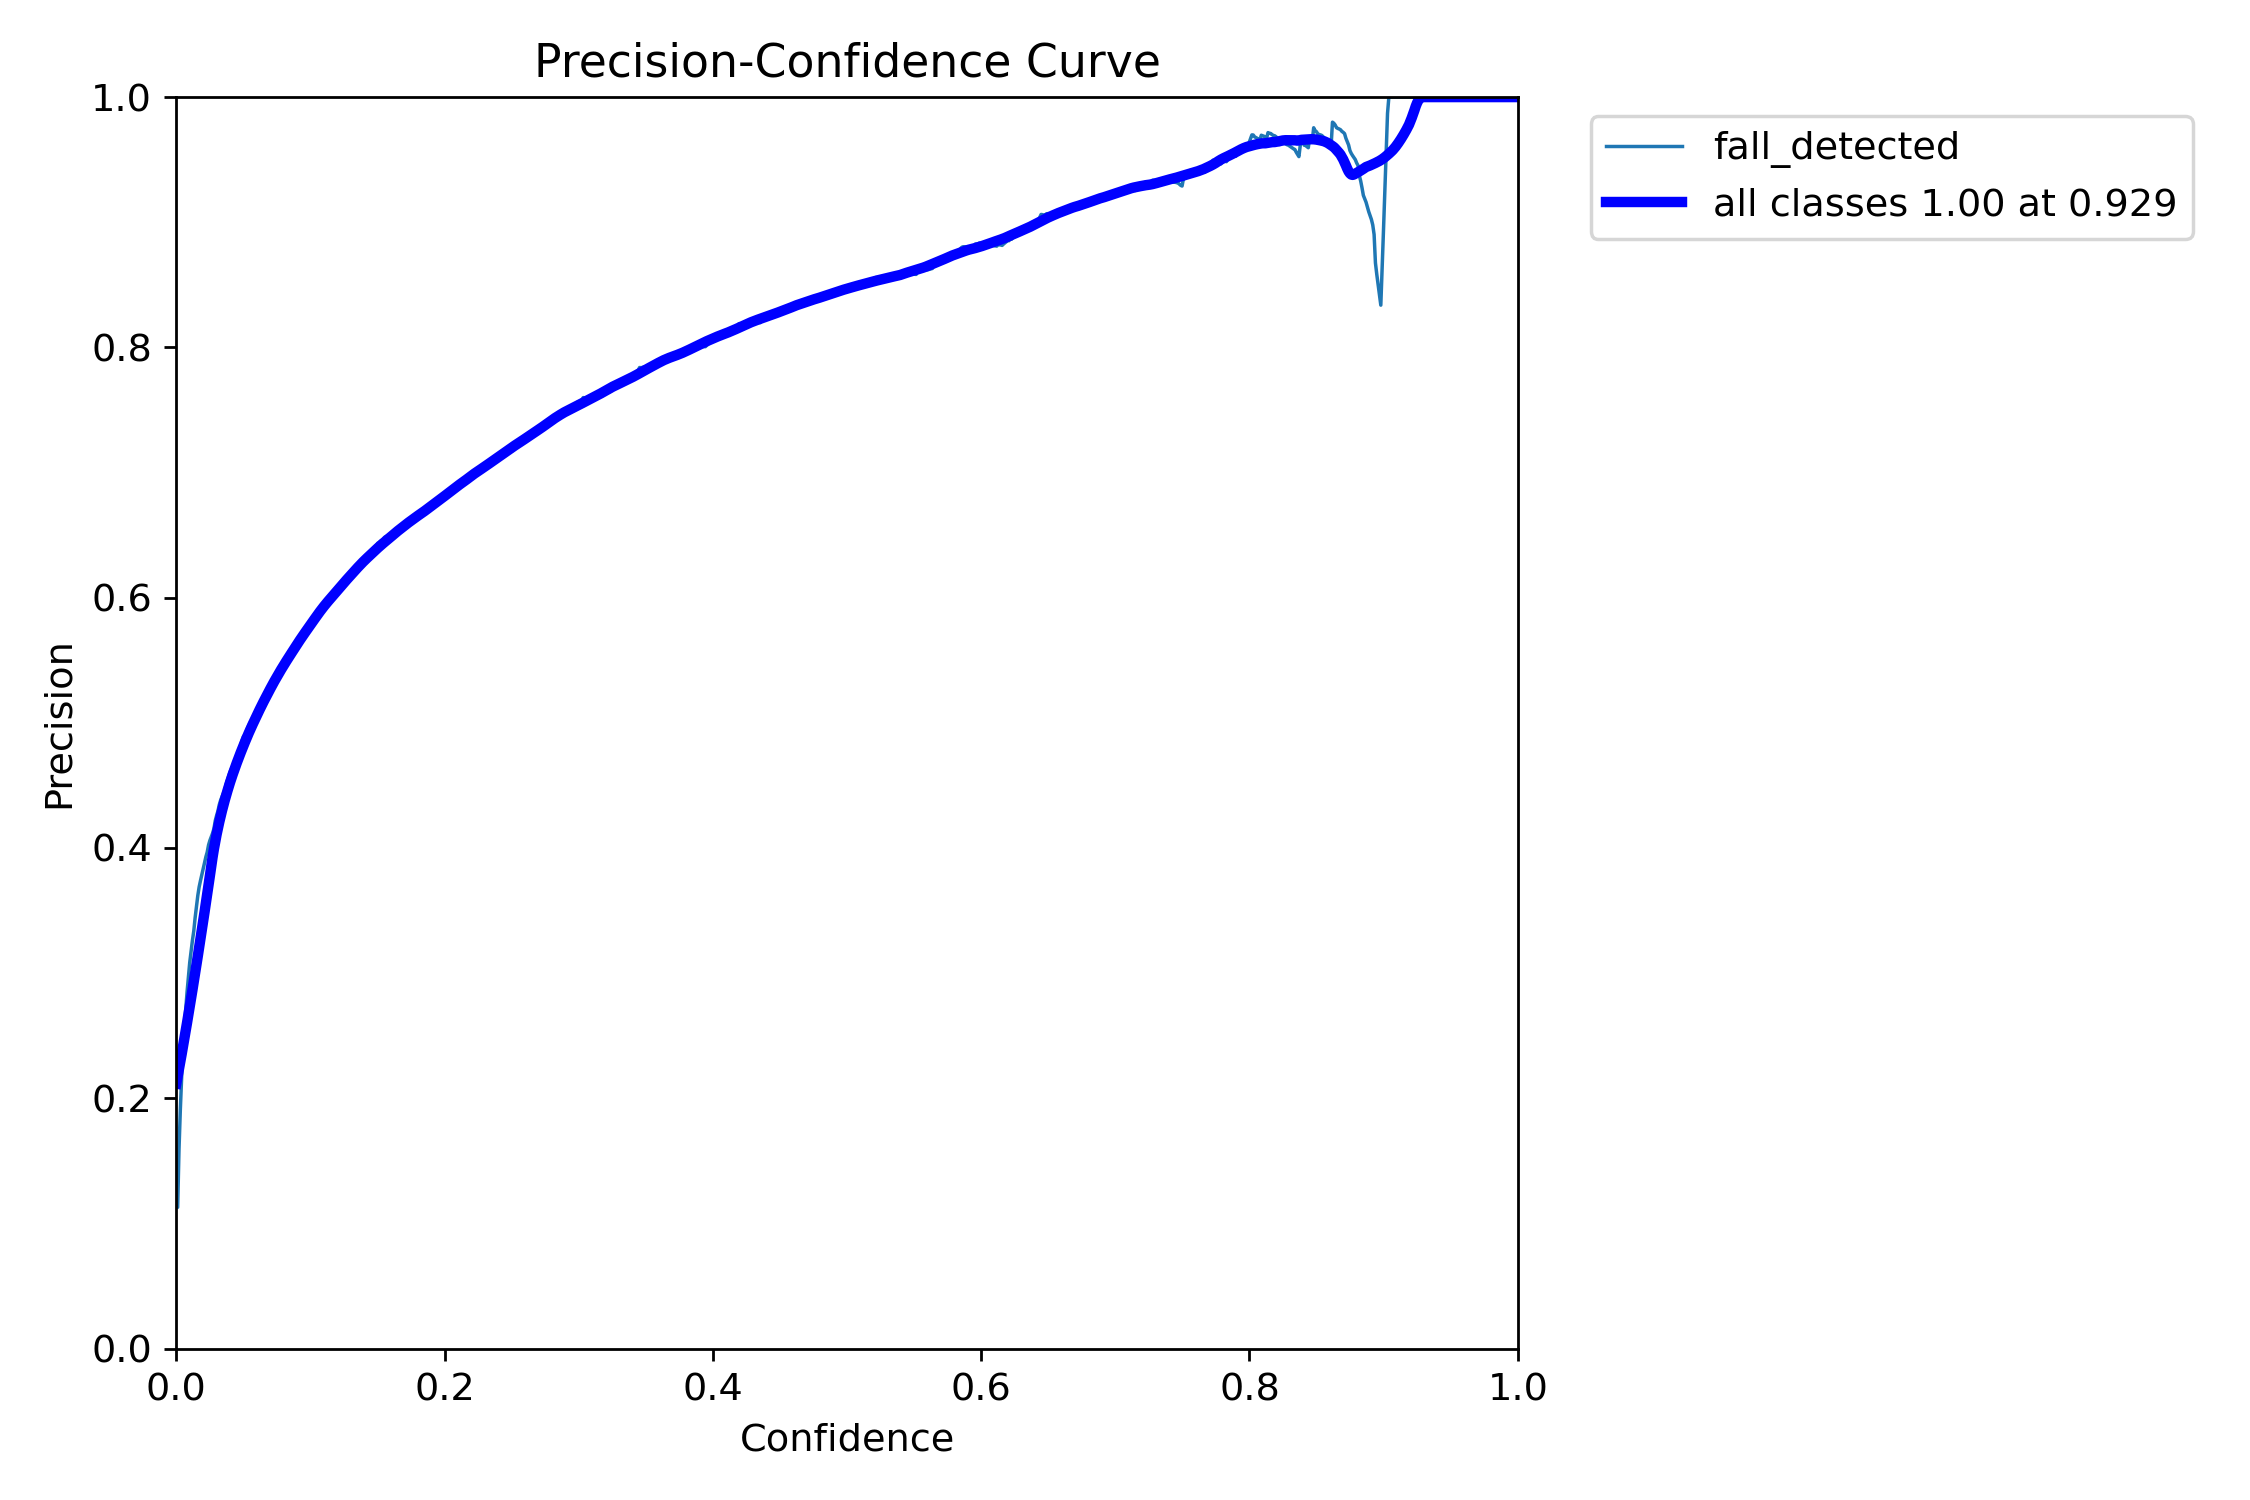 Precision-Confidence Curve
1.0
0.8
0.6
0.4
0.2
0.0
Precision
0.0 0.2 0.4 0.6 0.8 1.0
Confidence
fall_detected
all classes 1.00 at 0.929